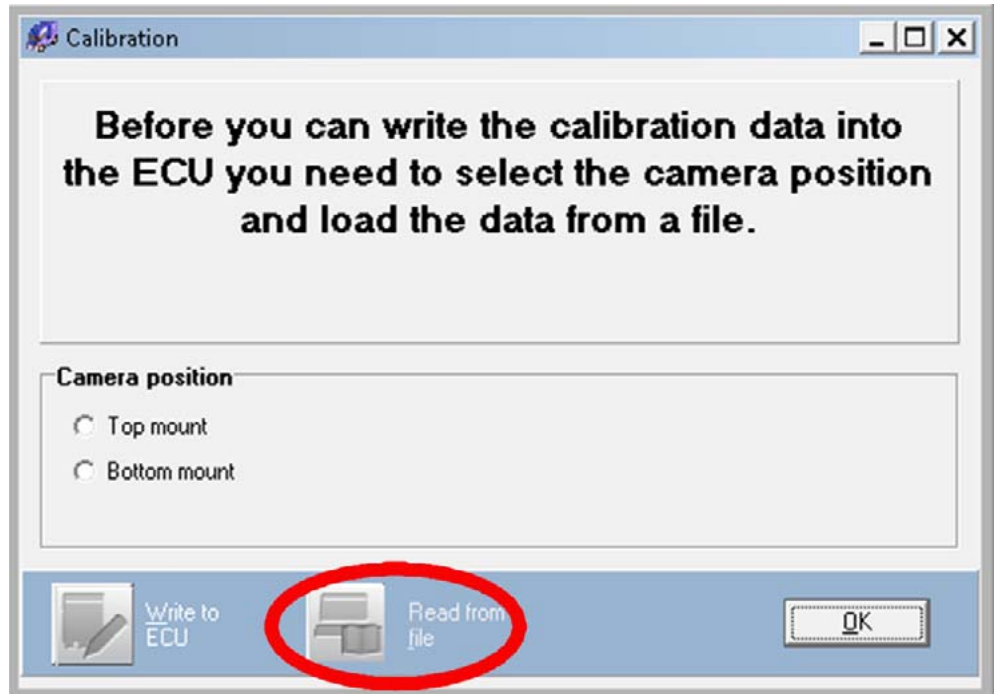 Calibration
Before you can write the calibration data into
the ECU you need to select the camera position
and load the data from a file.
Camera position
Top mount
Bottom mount
Write to
ECU
Read from
file
OK